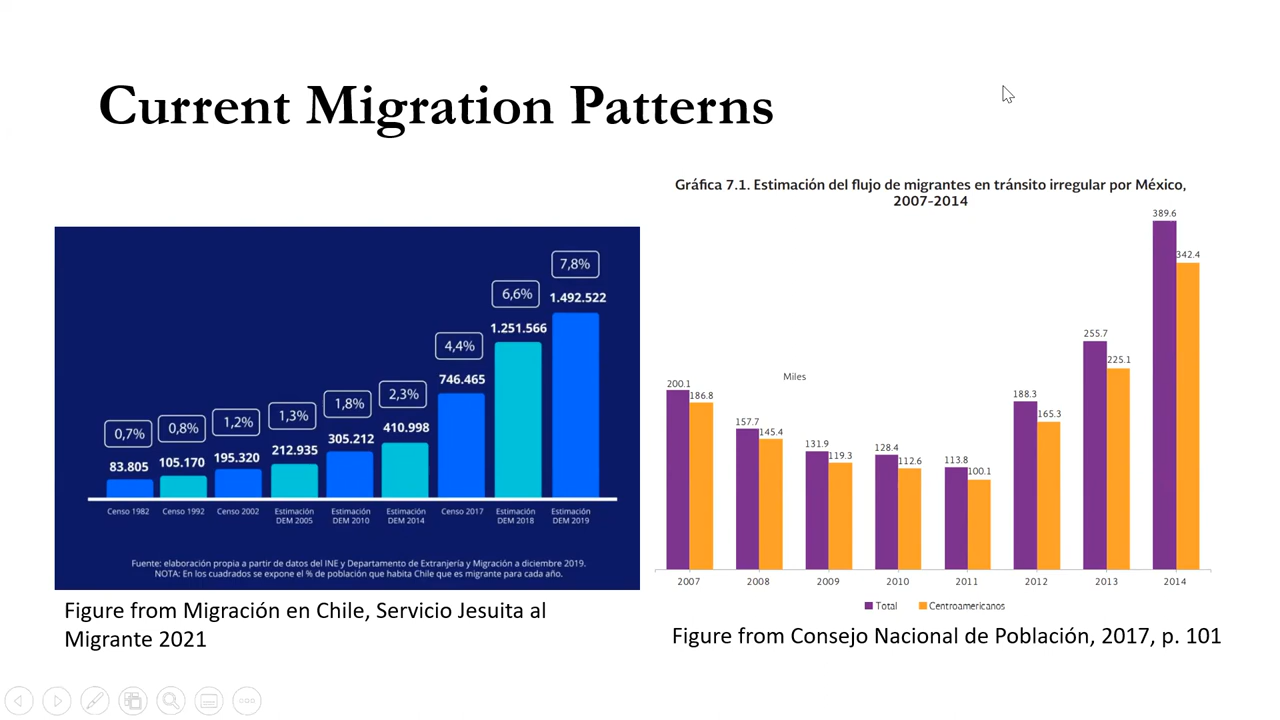 Current Migration Patterns
7,8%
1.492.522
6,6%
1.251.566
4,4%
746.465
2,3%
410.998
1,8%
305.212
1,3%
212.935
1,2%
195.320
0,8%
105.170
0,7%
83.805
Censo 1982
Censo 1992
Censo 2002
Estimación
DEM 2005
Estimación
DEM 2010
Estimación
DEM 2014
Censo 2017
Estimación
DEM 2018
Estimación
DEM 2019
Fuente: elaboración propia a partir de datos del INE y Departamento de Extranjería y Migración a diciembre 2019.
NOTA: En los cuadrados se expone el % de población que habita Chile que es migrante para cada año.
Figure from Migración en Chile, Servicio Jesuita al
Migrante 2021
Gráfica 7.1. Estimación del flujo de migrantes en tránsito irregular por México,
2007-2014
Miles
200.1
186.8
157.7
145.4
131.9
119.3
128.4
112.6
113.8
100.1
188.3
165.3
255.7
225.1
389.6
342.4
2007
2008
2009
2010
2011
2012
2013
2014
Total
Centroamericanos
Figure from Consejo Nacional de Población, 2017, p. 101